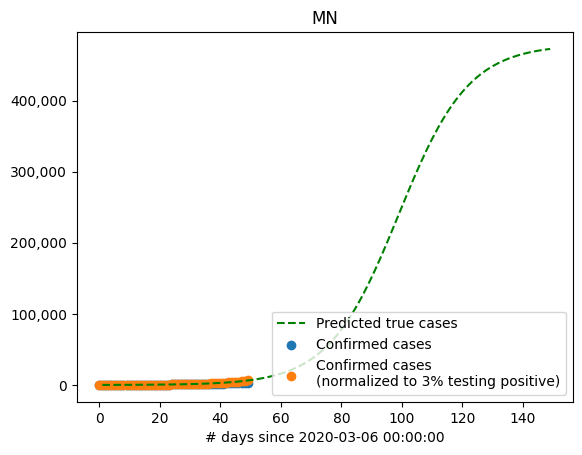 MN
400,000
300,000
200,000
100,000
0
Predicted true cases
Confirmed cases
Confirmed cases
(normalized to 3% testing positive)
0 20 40 60 80 100 120 140
# days since 2020-03-06 00:00:00